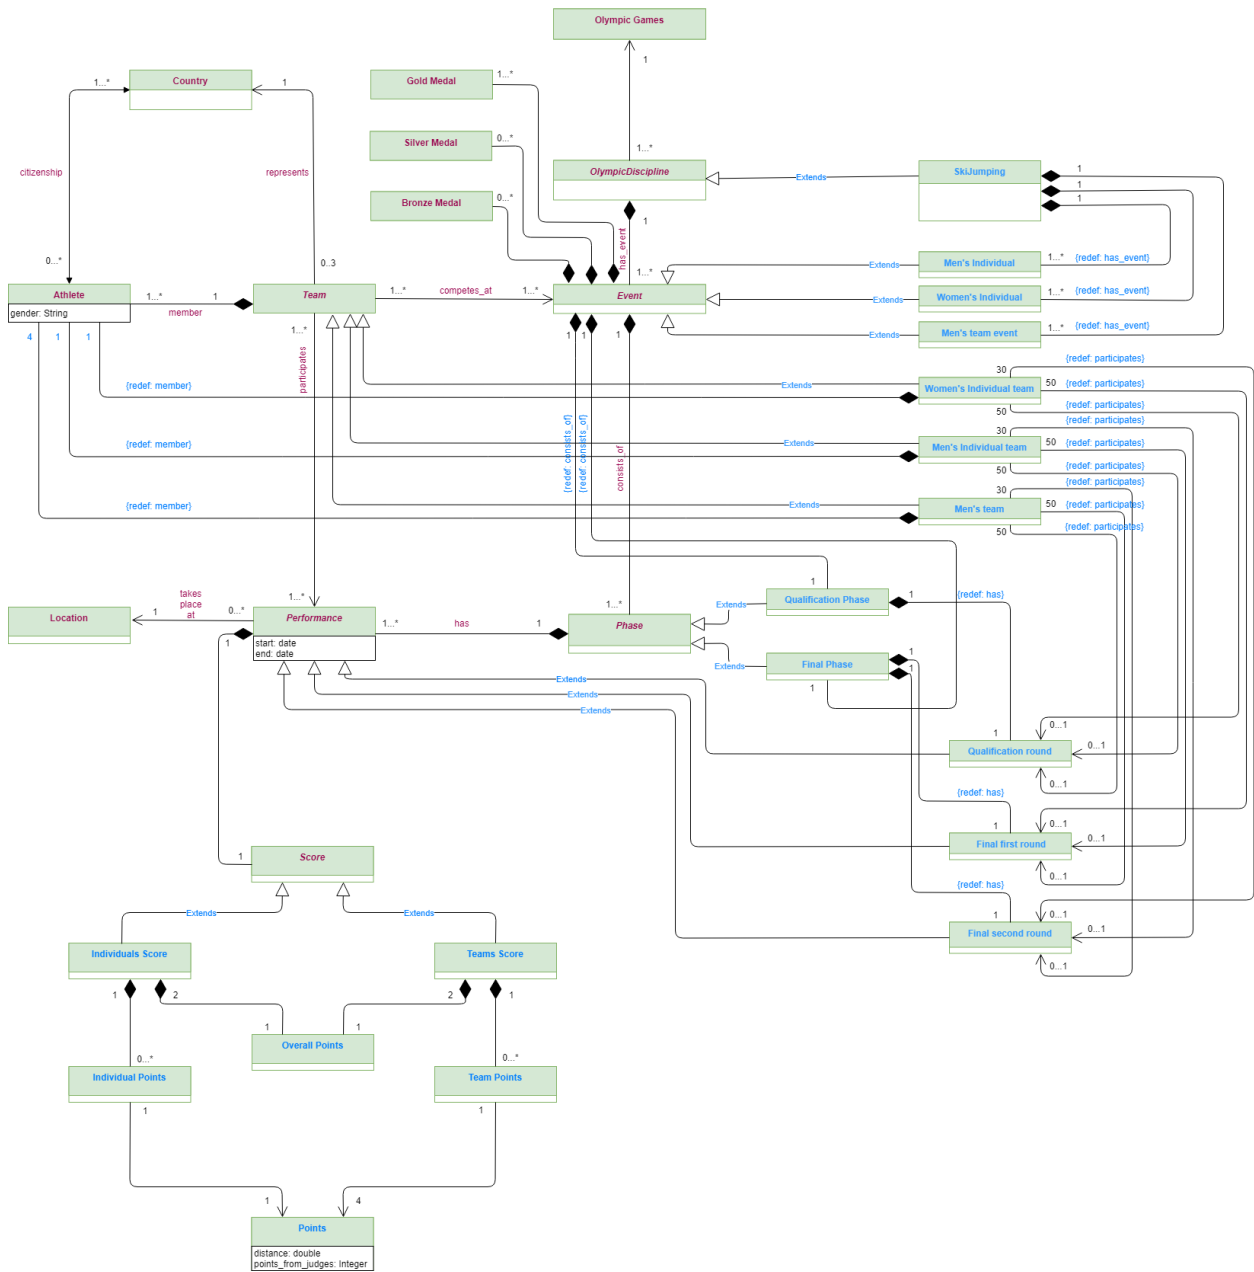 Olympic Games
1
Country
1...*
1
Gold Medal
1...*
Silver Medal
0...*
Bronze Medal
0...*
1...*
OlympicDiscipline
Extends
SkiJumping
1
1
1
citizenship
represents
1
has_event
0...*
0..3
1...*
Extends
Men's Individual
1...*
{redef: has_event}
Athlete
gender: String
1...*
1
member
Team
1...*
competes_at
1...*
Event
Extends
Women's Individual
1...*
{redef: has_event}
Extends
Men's team event
1...*
{redef: has_event}
4
1
1
1...*
participates
1
1
1
{redef: participates}
30
{redef: member}
Extends
Women's Individual team
50
{redef: participates}
50
{redef: participates}
{redef: participates}
30
{redef: member}
Extends
Men's Individual team
50
{redef: participates}
50
{redef: participates}
{redef: consists_of}
{redef: consists_of}
consists_of
{redef: participates}
30
{redef: member}
Extends
Men's team
50
{redef: participates}
50
{redef: participates}
1
Qualification Phase
1
{redef: has}
Extends
Location
1
takes
place
at
0...*
1...*
Performance
start: date
end: date
1...*
has
1
1...*
Phase
1
Extends
Final Phase
1
1
1
Extends
Extends
Extends
0...1
1
Qualification round
0...1
0...1
{redef: has}
0...1
1
Final first round
0...1
0...1
{redef: has}
0...1
1
Final second round
0...1
0...1
1
Score
Extends
Extends
Individuals Score
Teams Score
1
2
2
1
1
1
Overall Points
0...*
0...*
Individual Points
Team Points
1
1
1
4
Points
distance: double
points_from_judges: Integer